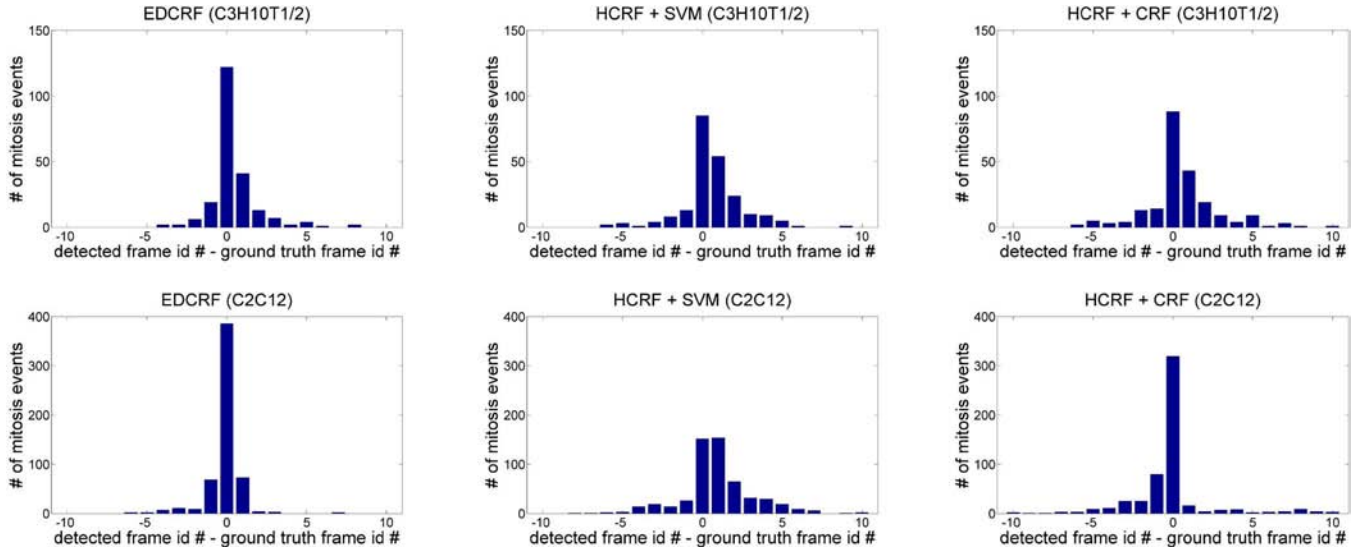 EDCRF (C3H10T1/2)
HCRF + SVM (C3H10T1/2)
HCRF + CRF (C3H10T1/2)
# of mitosis events
150
100
50
0
-10 -5 0 5 10
detected frame id # - ground truth frame id #
# of mitosis events
150
100
50
0
-10 -5 0 5 10
detected frame id # - ground truth frame id #
# of mitosis events
150
100
50
0
-10 -5 0 5 10
detected frame id # - ground truth frame id #
EDCRF (C2C12)
HCRF + SVM (C2C12)
HCRF + CRF (C2C12)
# of mitosis events
400
300
200
100
0
-10 -5 0 5 10
detected frame id # - ground truth frame id #
# of mitosis events
400
300
200
100
0
-10 -5 0 5 10
detected frame id # - ground truth frame id #
# of mitosis events
400
300
200
100
0
-10 -5 0 5 10
detected frame id # - ground truth frame id #